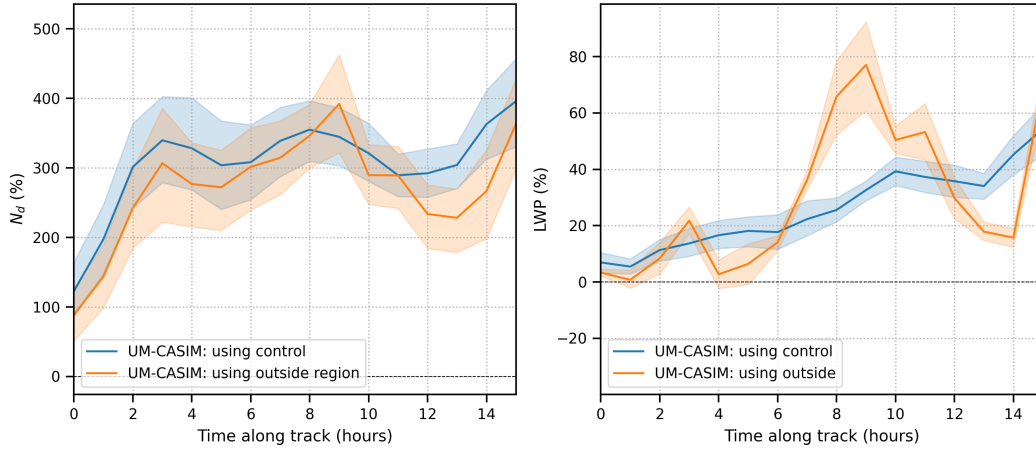 500
400
300
200
100
0
N_d (%)
UM-CASIM: using control
UM-CASIM: using outside region
0 2 4 6 8 10 12 14
Time along track (hours)
80
60
40
20
0
−20
LWP (%)
UM-CASIM: using control
UM-CASIM: using outside
0 2 4 6 8 10 12 14
Time along track (hours)